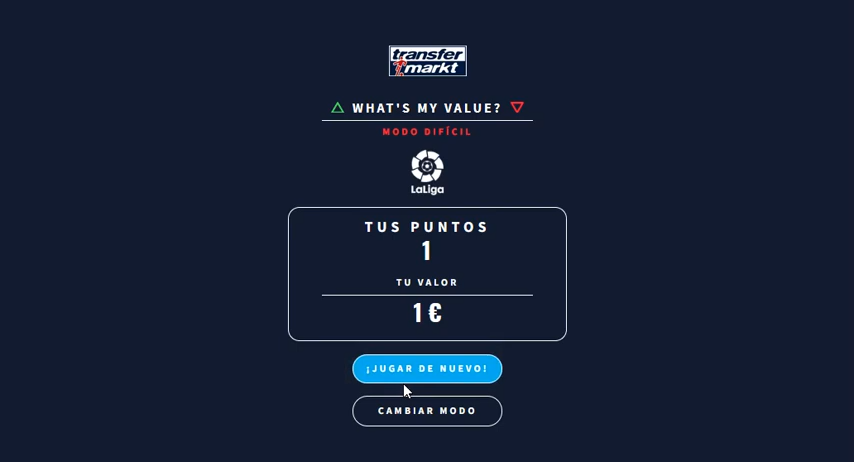 transfer
markt
WHAT'S MY VALUE?
MODO DIFÍCIL
LaLiga
TUS PUNTOS
1
TU VALOR
1 €
¡JUGAR DE NUEVO!
CAMBIAR MODO